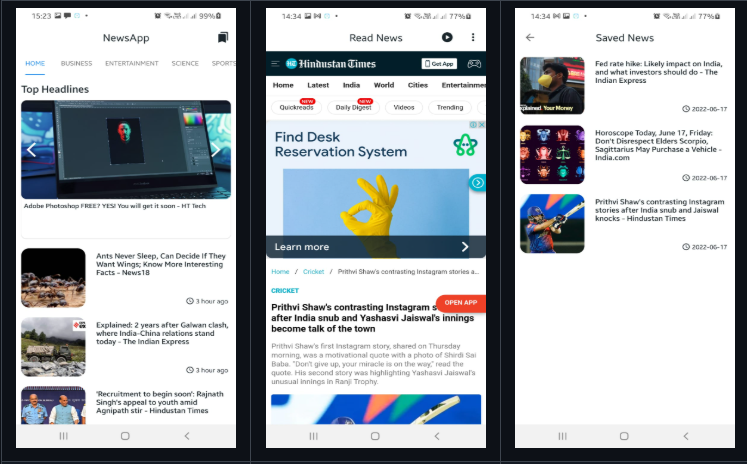 15:23
99%
NewsApp
HOME BUSINESS ENTERTAINMENT SCIENCE SPORTS
Top Headlines
Adobe Photoshop FREE? YES! You will get it soon - HT Tech
Ants Never Sleep, Can Decide If They
Want Wings; Know More Interesting
Facts - News18
3 hour ago
Explained: 2 years after Galwan clash,
where India-China relations stand
today - The Indian Express
3 hour ago
'Recruitment to begin soon': Rajnath
Singh's appeal to youth amid
Agnipath stir - Hindustan Times
14:34
77%
Read News
HT Hindustan Times
Get App
Home Latest India World Cities Entertainmen
NEW NEW
Quickreads Daily Digest Videos Trending
Find Desk
Reservation System
Learn more
Home / Cricket / Prithvi Shaw's contrasting Instagram stories a...
CRICKET
OPEN APP
Prithvi Shaw's contrasting Instagram s
after India snub and Yashasvi Jaiswal's innings
become talk of the town
Prithvi Shaw's first Instagram story, shared on Thursday
morning, was a motivational quote with a photo of Shirdi Sai
Baba. "Don't give up, your miracle is on the way," read the
quote. His second story was highlighting Yashasvi Jaiswal's
unusual innings in Ranji Trophy.
14:34
77%
Saved News
Explained Your Money
Fed rate hike: Likely impact on India,
and what investors should do - The
Indian Express
2022-06-17
Horoscope Today, June 17, Friday:
Don't Disrespect Elders Scorpio,
Sagittarius May Purchase a Vehicle -
India.com
2022-06-17
Prithvi Shaw's contrasting Instagram
stories after India snub and Jaiswal
knocks - Hindustan Times
2022-06-17